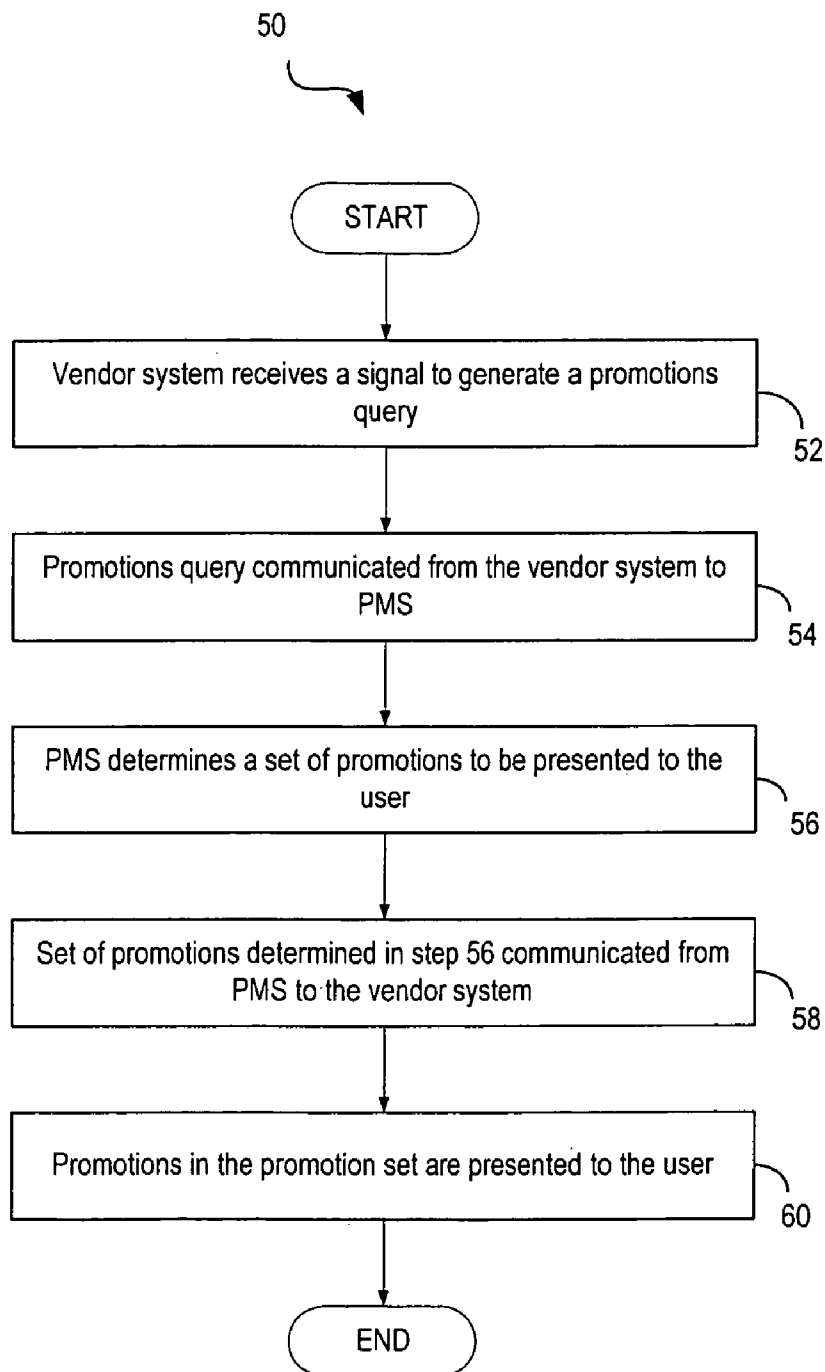 50
START
Vendor system receives a signal to generate a promotions
query
52
Promotions query communicated from the vendor system to
PMS
54
PMS determines a set of promotions to be presented to the
user
56
Set of promotions determined in step 56 communicated from
PMS to the vendor system
58
Promotions in the promotion set are presented to the user
60
END